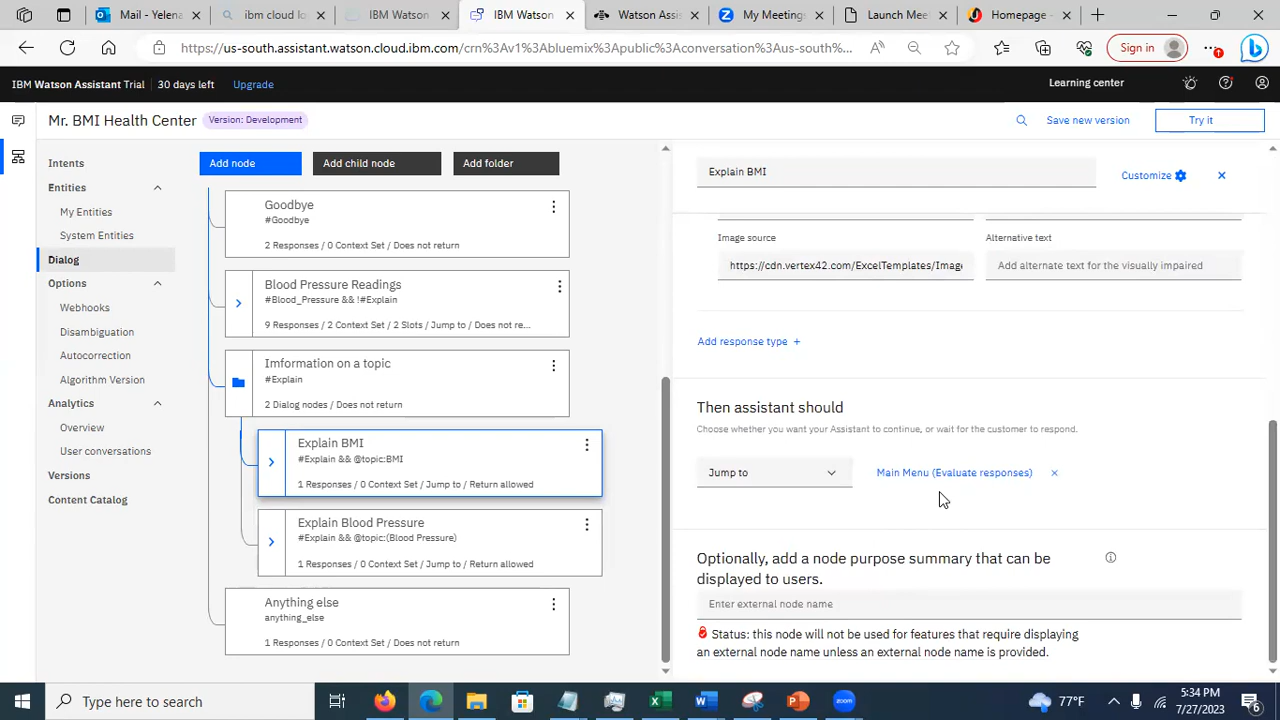 Mail - Yelena
ibm cloud lo
IBM Watson
IBM Watson
Watson Assis
My Meetings
Launch Meet
Homepage -
https://us-south.assistant.watson.cloud.ibm.com/crn%3Av1%3Abluemix%3Apublic%3Aconversation%3Aus-south%...
Sign in
IBM Watson Assistant Trial
30 days left
Upgrade
Learning center
Mr. BMI Health Center
Version: Development
Save new version
Try it
Intents
Entities
My Entities
System Entities
Dialog
Options
Webhooks
Disambiguation
Autocorrection
Algorithm Version
Analytics
Overview
User conversations
Versions
Content Catalog
Add node
Add child node
Add folder
Goodbye
#Goodbye
2 Responses / 0 Context Set / Does not return
Blood Pressure Readings
#Blood_Pressure && !#Explain
9 Responses / 2 Context Set / 2 Slots / Jump to / Does not re...
Imformation on a topic
#Explain
2 Dialog nodes / Does not return
Explain BMI
#Explain && @topic:BMI
1 Responses / 0 Context Set / Jump to / Return allowed
Explain Blood Pressure
#Explain && @topic:(Blood Pressure)
1 Responses / 0 Context Set / Jump to / Return allowed
Anything else
anything_else
1 Responses / 0 Context Set / Does not return
Explain BMI
Customize
Image source
Alternative text
https://cdn.vertex42.com/ExcelTemplates/Image
Add alternate text for the visually impaired
Add response type +
Then assistant should
Choose whether you want your Assistant to continue, or wait for the customer to respond.
Jump to
Main Menu (Evaluate responses)
Optionally, add a node purpose summary that can be
displayed to users.
Enter external node name
Status: this node will not be used for features that require displaying
an external node name unless an external node name is provided.
Type here to search
77°F
5:34 PM
7/27/2023
6